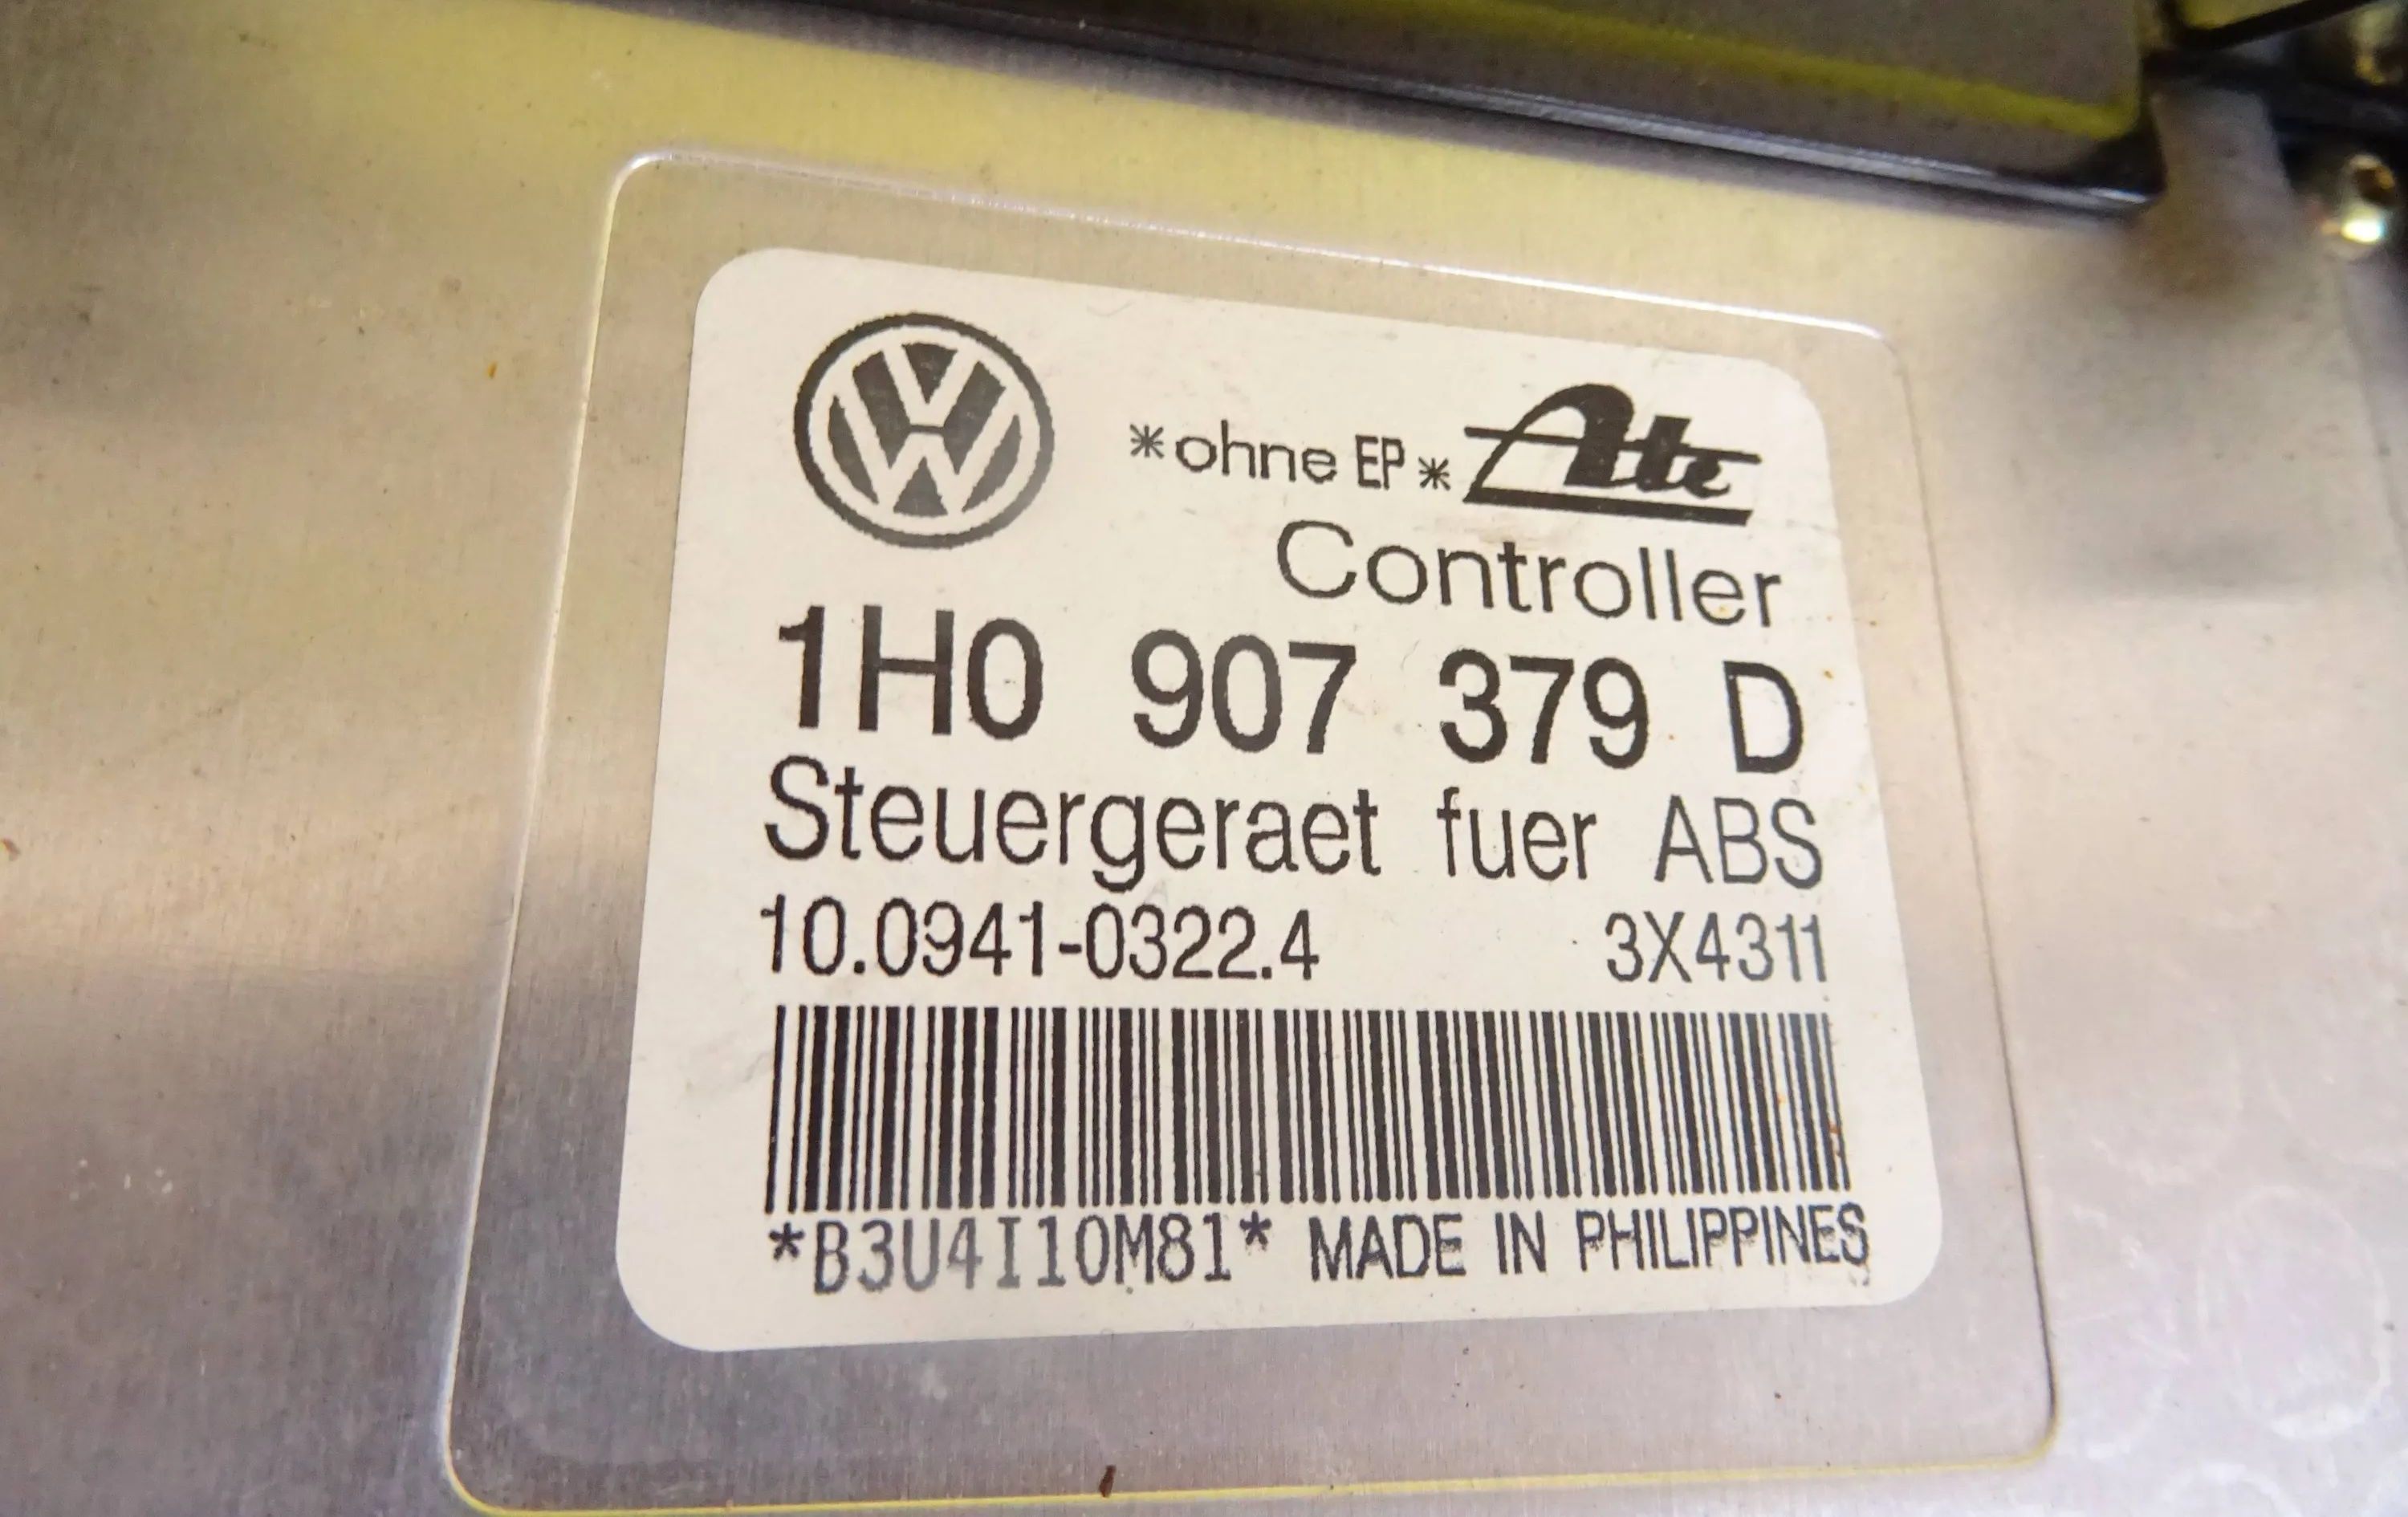 *ohne EP* Ate
Controller
1H0 907 379 D
Steuergeraet fuer ABS
10.0941-0322.4 3X4311
*B3U4I10M81* MADE IN PHILIPPINES